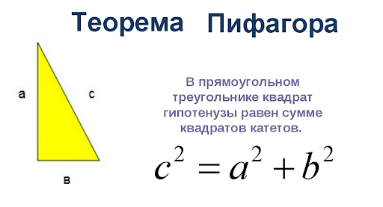 Теорема Пифагора
В прямоугольном
треугольнике квадрат
гипотенузы равен сумме
квадратов катетов.
a
c
в
c² = a² + b²